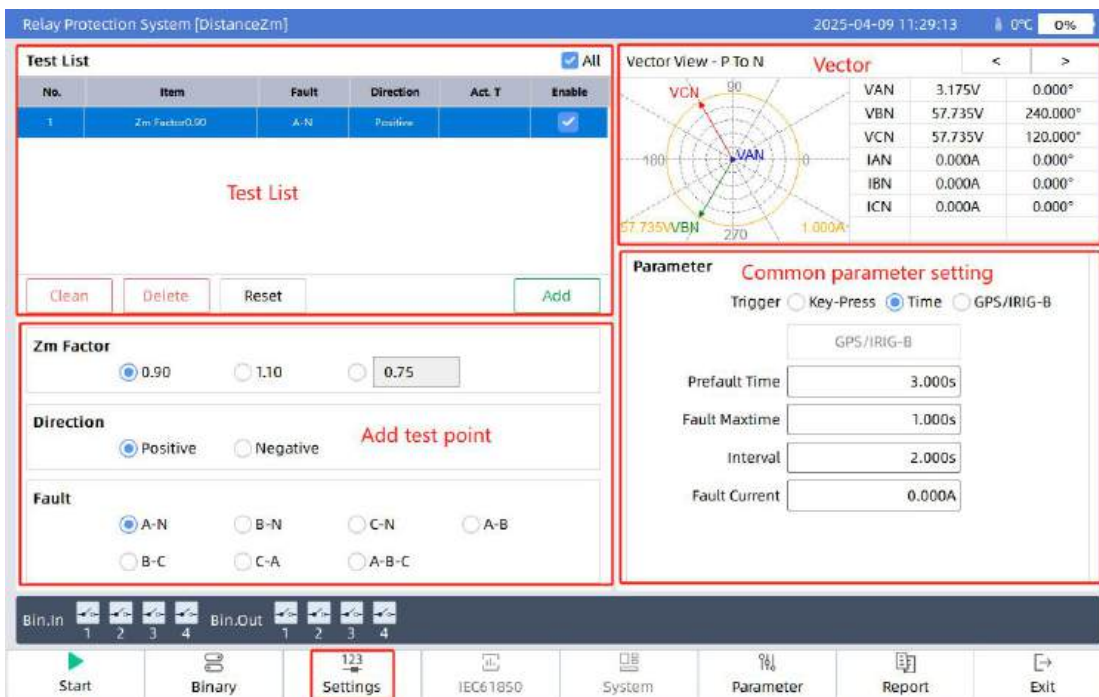 Relay Protection System [DistanceZm] 2025-04-09 11:29:13 0℃ 0%
Test List All
No. Item Fault Direction Act. T Enable
1 Zm Factor0.90 A-N Positive
Test List
Clean Delete Reset Add
Zm Factor
0.90 1.10 0.75
Direction
Positive Negative
Add test point
Fault
A-N B-N C-N A-B
B-C C-A A-B-C
Vector View - P To N Vector < >
VCN 90
180 VAN 0
57.735V VBN 270 1.000A
VAN 3.175V 0.000°
VBN 57.735V 240.000°
VCN 57.735V 120.000°
IAN 0.000A 0.000°
IBN 0.000A 0.000°
ICN 0.000A 0.000°
Parameter
Common parameter setting
Trigger Key-Press Time GPS/IRIG-B
GPS/IRIG-B
Prefault Time 3.000s
Fault Maxtime 1.000s
Interval 2.000s
Fault Current 0.000A
Bin.In 1 2 3 4 Bin.Out 1 2 3 4
123
Start Binary Settings IEC61850 System Parameter Report Exit